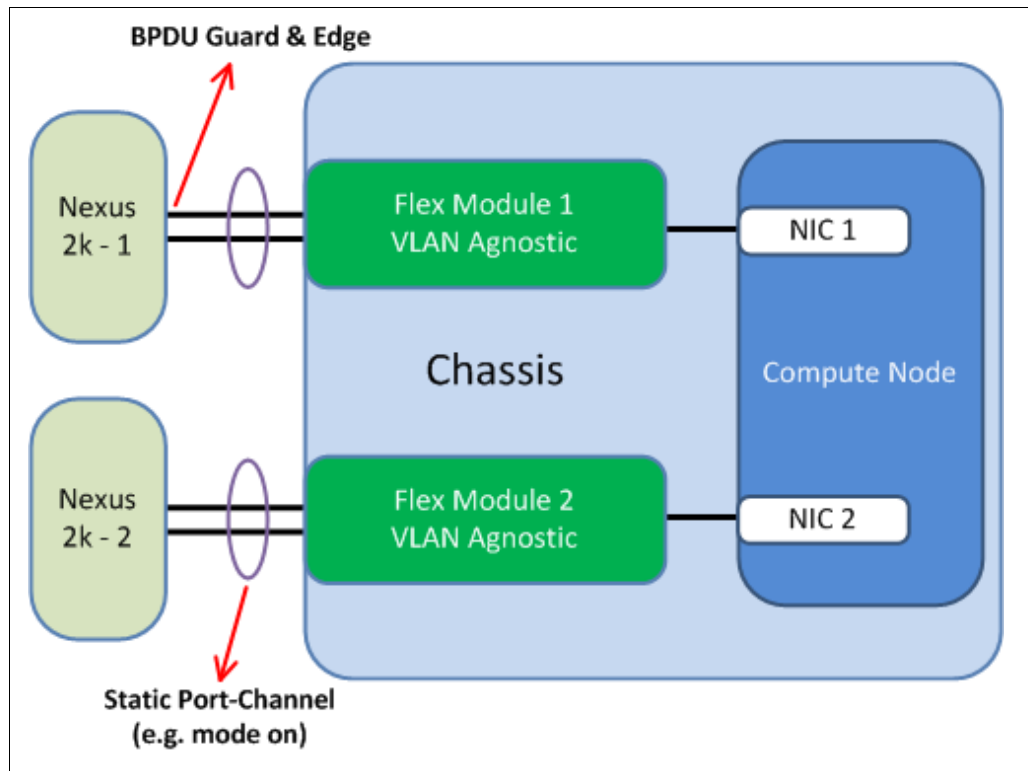 BPDU Guard & Edge
Nexus
2k - 1
Flex Module 1
VLAN Agnostic
NIC 1
Chassis
Compute Node
Nexus
2k - 2
Flex Module 2
VLAN Agnostic
NIC 2
Static Port-Channel
(e.g. mode on)